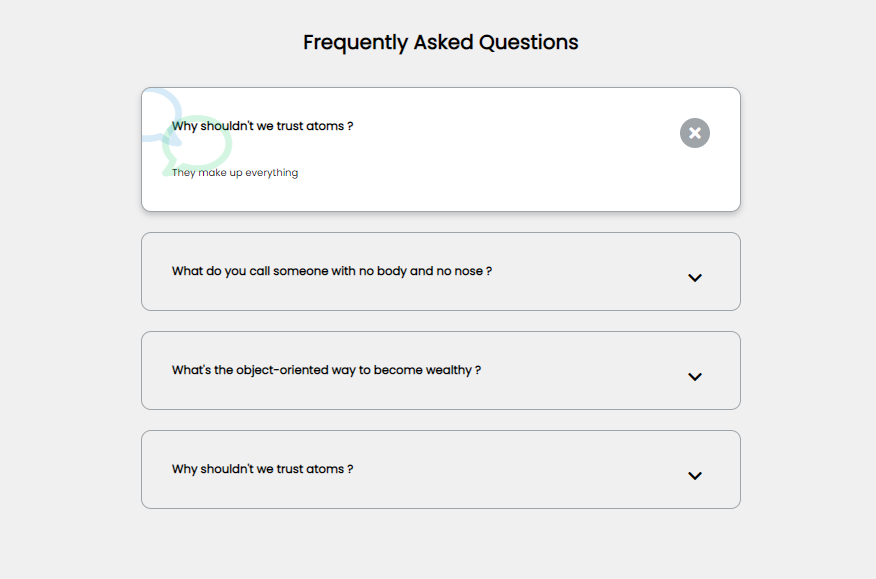 Frequently Asked Questions
Why shouldn't we trust atoms ?
They make up everything
What do you call someone with no body and no nose ?
What's the object-oriented way to become wealthy ?
Why shouldn't we trust atoms ?